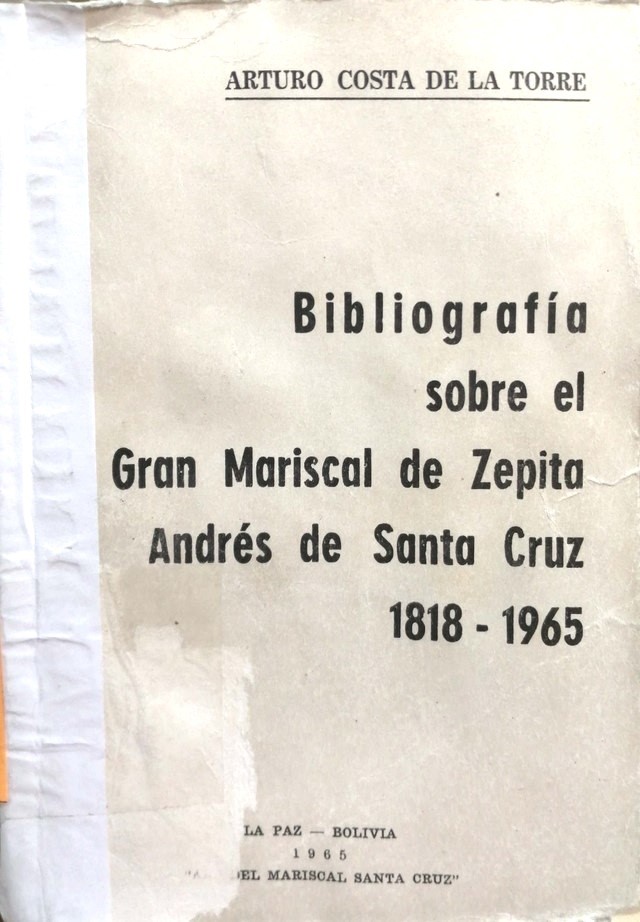 ARTURO COSTA DE LA TORRE
Bibliografía
sobre el
Gran Mariscal de Zepita
Andrés de Santa Cruz
1818 - 1965
LA PAZ — BOLIVIA
1965
MARISCAL SANTA CRUZ"